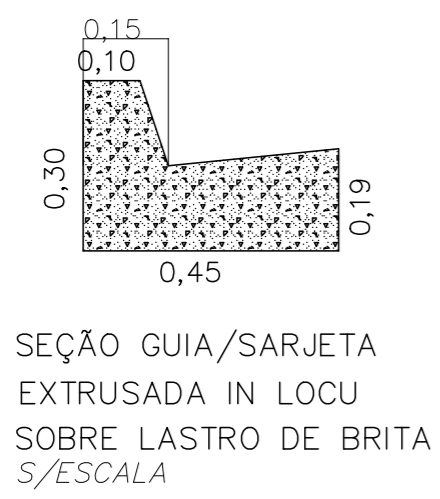 0,15
0,10
0,30
0,19
0,45
SEÇÃO GUIA/SARJETA
EXTRUSADA IN LOCU
SOBRE LASTRO DE BRITA
S/ESCALA